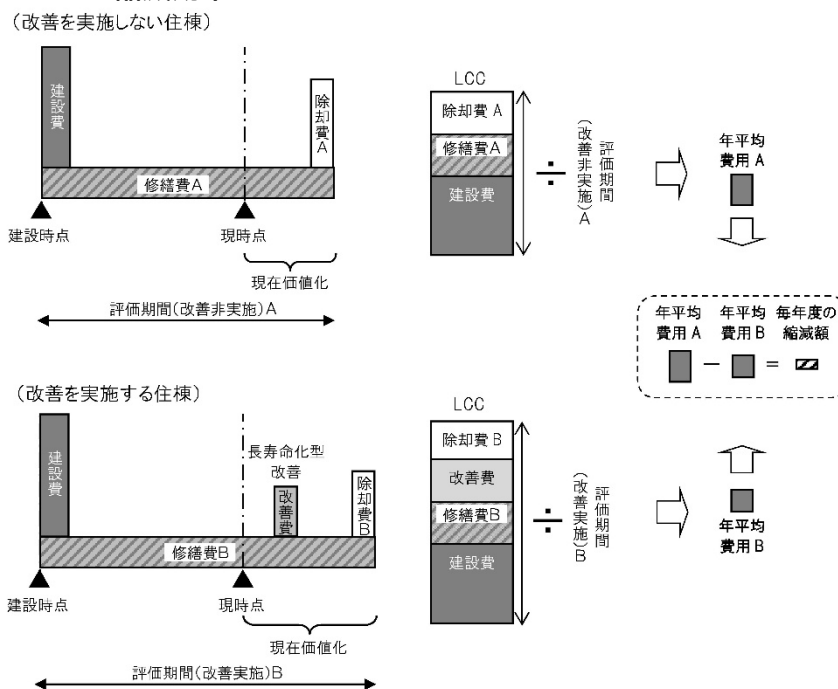 （改善を実施しない住棟）
建設費
除却費A
修繕費A
建設時点
現時点
現在価値化
評価期間(改善非実施)A
LCC
除却費A
修繕費A
建設費
÷
評価期間
(改善非実施)A
年平均
費用A
年平均 年平均 毎年度の
費用A 費用B 縮減額
－ ＝
（改善を実施する住棟）
建設費
長寿命化型
改善
改善費
除却費B
修繕費B
建設時点
現時点
現在価値化
評価期間(改善実施)B
LCC
除却費B
改善費
修繕費B
建設費
÷
評価期間
(改善実施)B
年平均
費用B